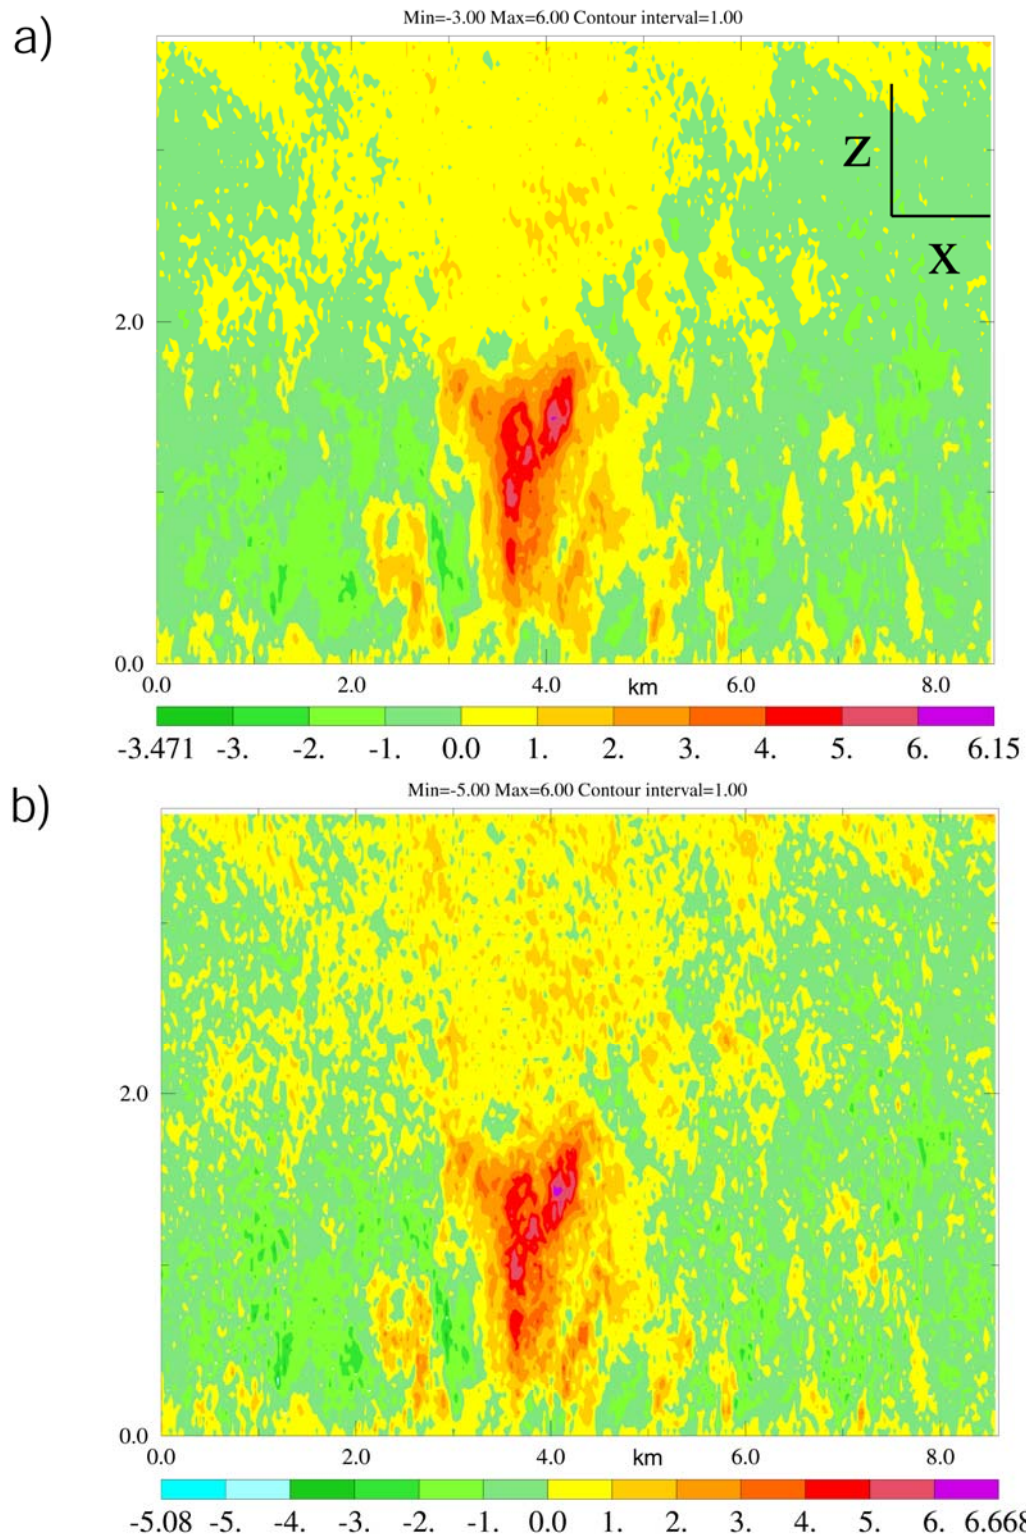 a)
Min=-3.00 Max=6.00 Contour interval=1.00
Z
X
2.0
0.0
0.0 2.0 4.0 km 6.0 8.0
-3.471 -3. -2. -1. 0.0 1. 2. 3. 4. 5. 6. 6.15
b)
Min=-5.00 Max=6.00 Contour interval=1.00
2.0
0.0
0.0 2.0 4.0 km 6.0 8.0
-5.08 -5. -4. -3. -2. -1. 0.0 1. 2. 3. 4. 5. 6. 6.668